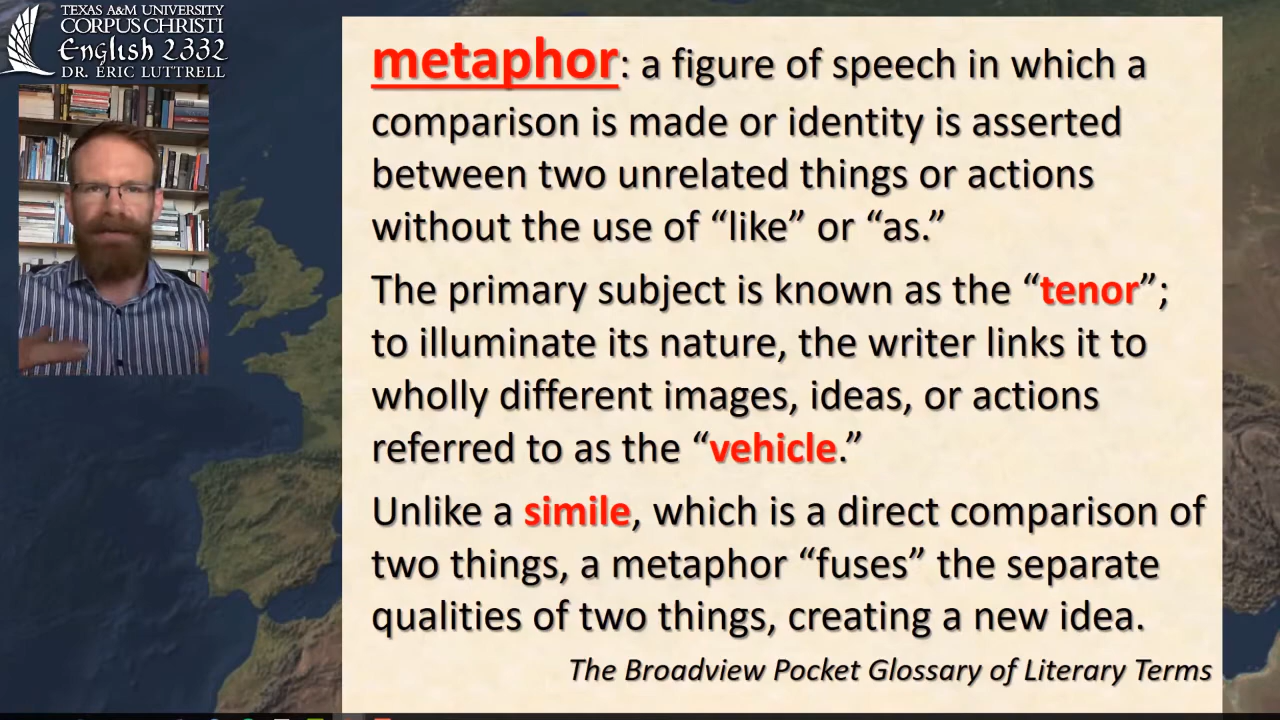 TEXAS A&M UNIVERSITY
CORPUS CHRISTI
English 2332
DR. ERIC LUTTRELL
metaphor: a figure of speech in which a
comparison is made or identity is asserted
between two unrelated things or actions
without the use of “like” or “as.”
The primary subject is known as the “tenor”;
to illuminate its nature, the writer links it to
wholly different images, ideas, or actions
referred to as the “vehicle.”
Unlike a simile, which is a direct comparison of
two things, a metaphor “fuses” the separate
qualities of two things, creating a new idea.
The Broadview Pocket Glossary of Literary Terms